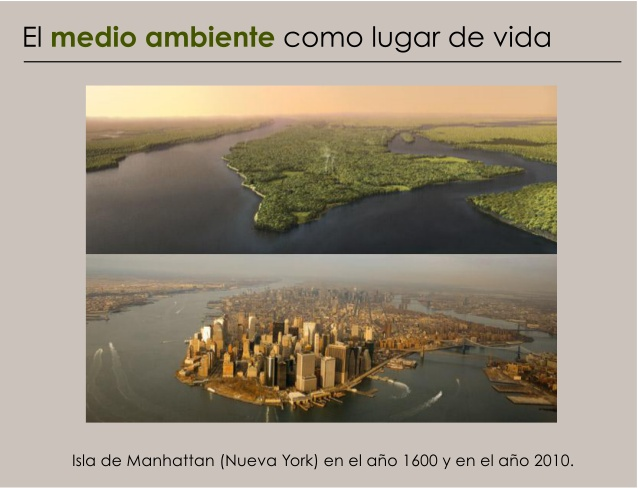 El medio ambiente como lugar de vida
Isla de Manhattan (Nueva York) en el año 1600 y en el año 2010.